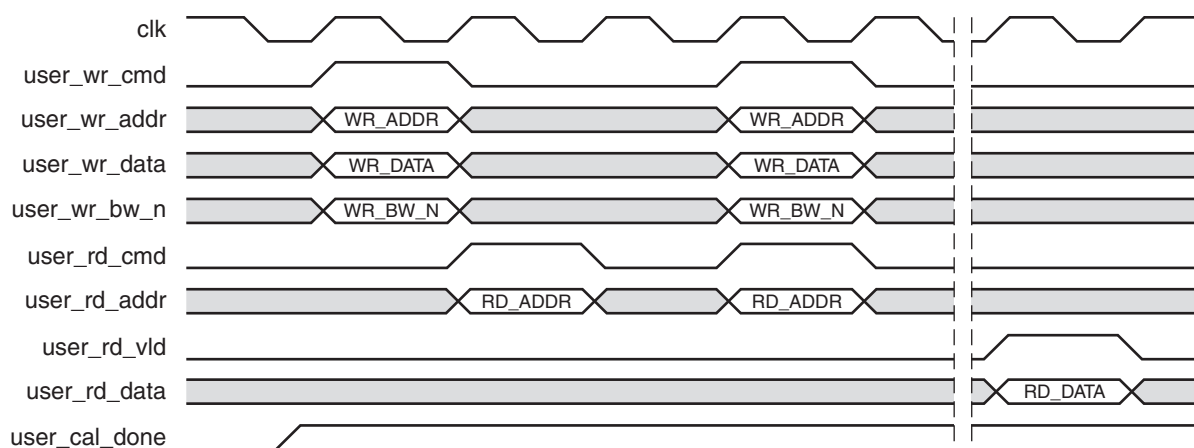 clk
user_wr_cmd
user_wr_addr WR_ADDR WR_ADDR
user_wr_data WR_DATA WR_DATA
user_wr_bw_n WR_BW_N WR_BW_N
user_rd_cmd
user_rd_addr RD_ADDR RD_ADDR
user_rd_vld
user_rd_data RD_DATA
user_cal_done